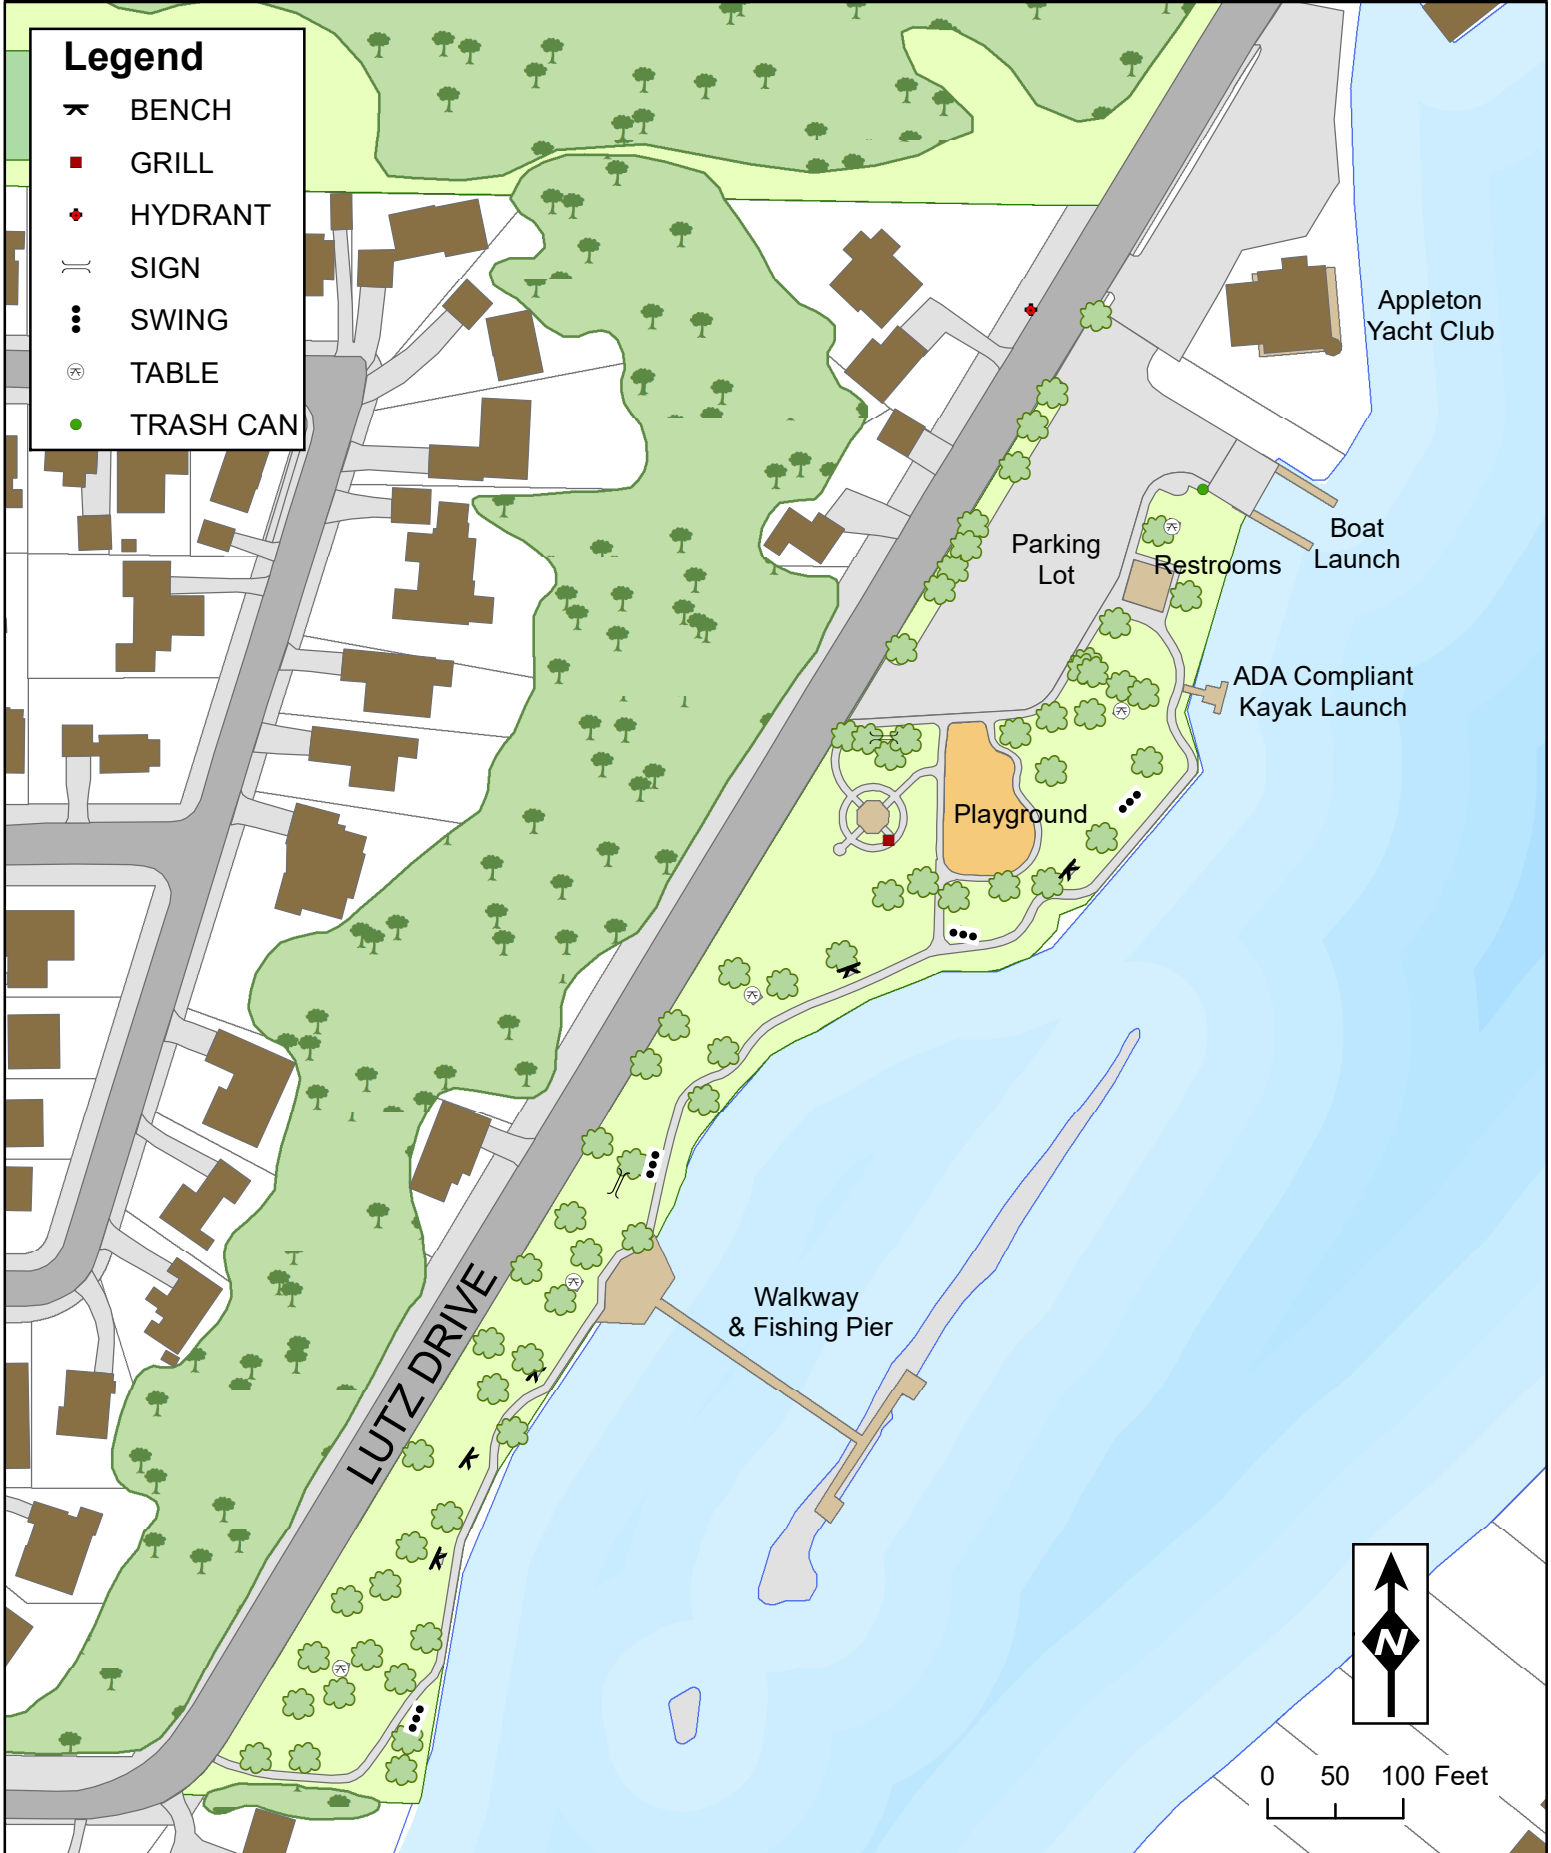 Legend
BENCH
GRILL
HYDRANT
SIGN
SWING
TABLE
TRASH CAN
Appleton
Yacht Club
Boat
Launch
Parking
Lot
Restrooms
ADA Compliant
Kayak Launch
Playground
Walkway
& Fishing Pier
LUTZ DRIVE
N
0 50 100 Feet